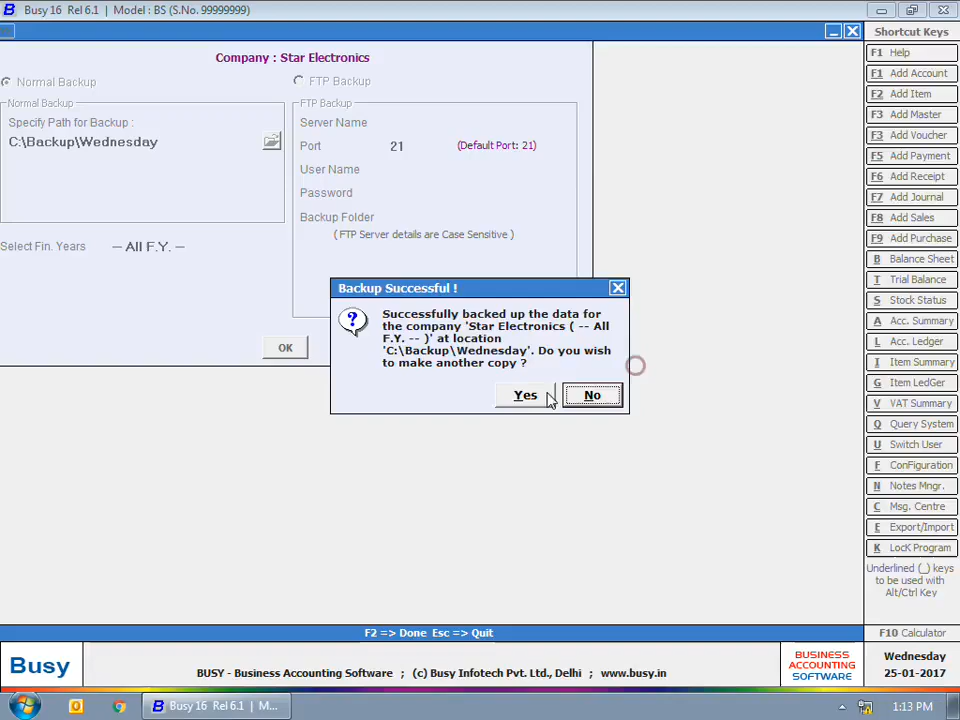 Busy 16 Rel 6.1 | Model : BS (S.No. 99999999)
Company : Star Electronics
Normal Backup
FTP Backup
Normal Backup
Specify Path for Backup :
C:\Backup\Wednesday
Select Fin. Years -- All F.Y. --
FTP Backup
Server Name
Port 21 (Default Port: 21)
User Name
Password
Backup Folder
( FTP Server details are Case Sensitive )
OK
Backup Successful !
Successfully backed up the data for
the company 'Star Electronics ( -- All
F.Y. -- )' at location
'C:\Backup\Wednesday'. Do you wish
to make another copy ?
Yes
No
Shortcut Keys
F1 Help
F1 Add Account
F2 Add Item
F3 Add Master
F3 Add Voucher
F5 Add Payment
F6 Add Receipt
F7 Add Journal
F8 Add Sales
F9 Add Purchase
B Balance Sheet
T Trial Balance
S Stock Status
A Acc. Summary
L Acc. Ledger
I Item Summary
G Item LedGer
V VAT Summary
Q Query System
U Switch User
F ConFiguration
N Notes Mngr.
C Msg. Centre
E Export/Import
K LocK Program
Underlined (_) keys
to be used with
Alt/Ctrl Key
F2 => Done Esc => Quit
F10 Calculator
Busy
BUSY - Business Accounting Software ; (c) Busy Infotech Pvt. Ltd., Delhi ; www.busy.in
BUSINESS
ACCOUNTING
SOFTWARE
Wednesday
25-01-2017
Busy 16 Rel 6.1 | M...
1:13 PM